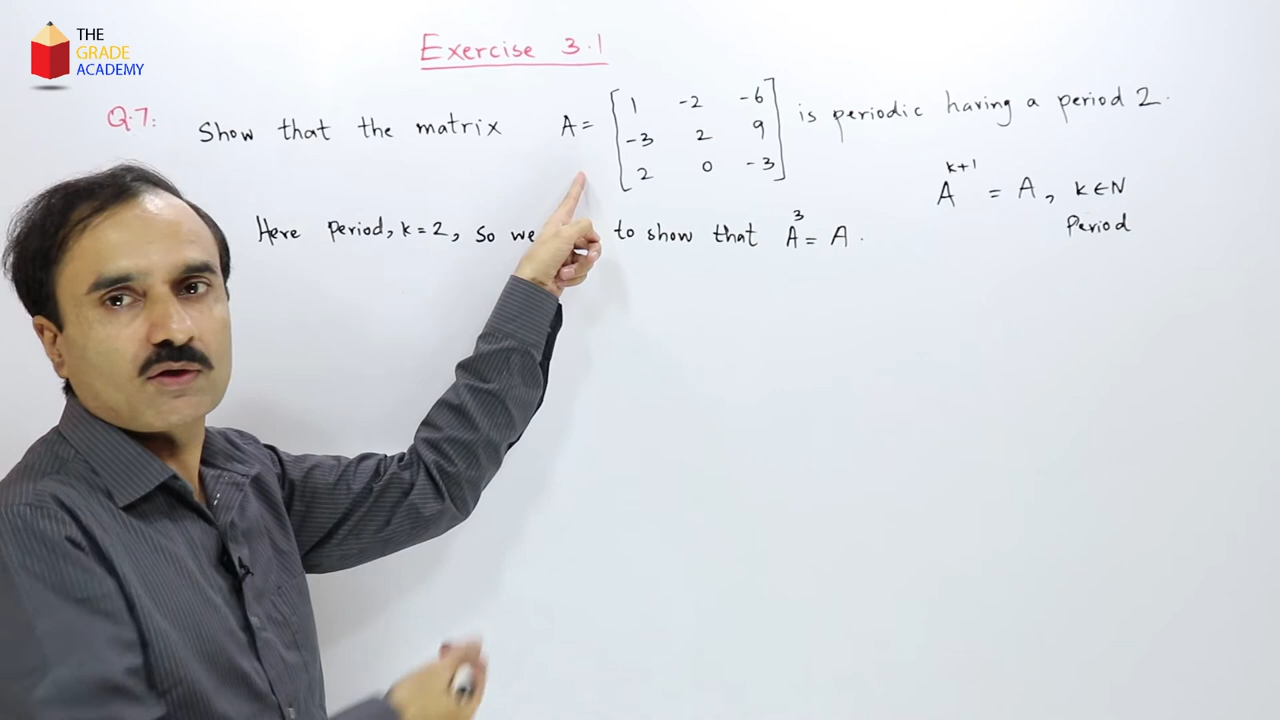 THE
GRADE
ACADEMY
Exercise 3.1
Q.7: Show that the matrix A = [1 -2 -6
-3 2 9
2 0 -3] is periodic having a period 2.
A^{k+1} = A, k ∈ N
Period
Here period, k = 2, So we to show that A^3 = A.